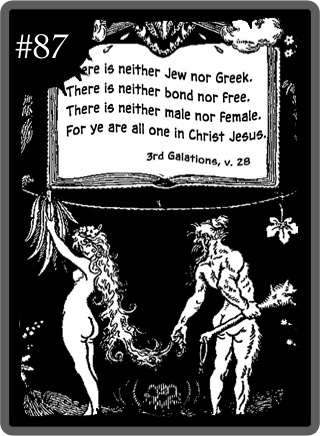 #87
There is neither Jew nor Greek.
There is neither bond nor Free.
There is neither male nor Female.
For ye are all one in Christ Jesus.
3rd Galations, v. 28